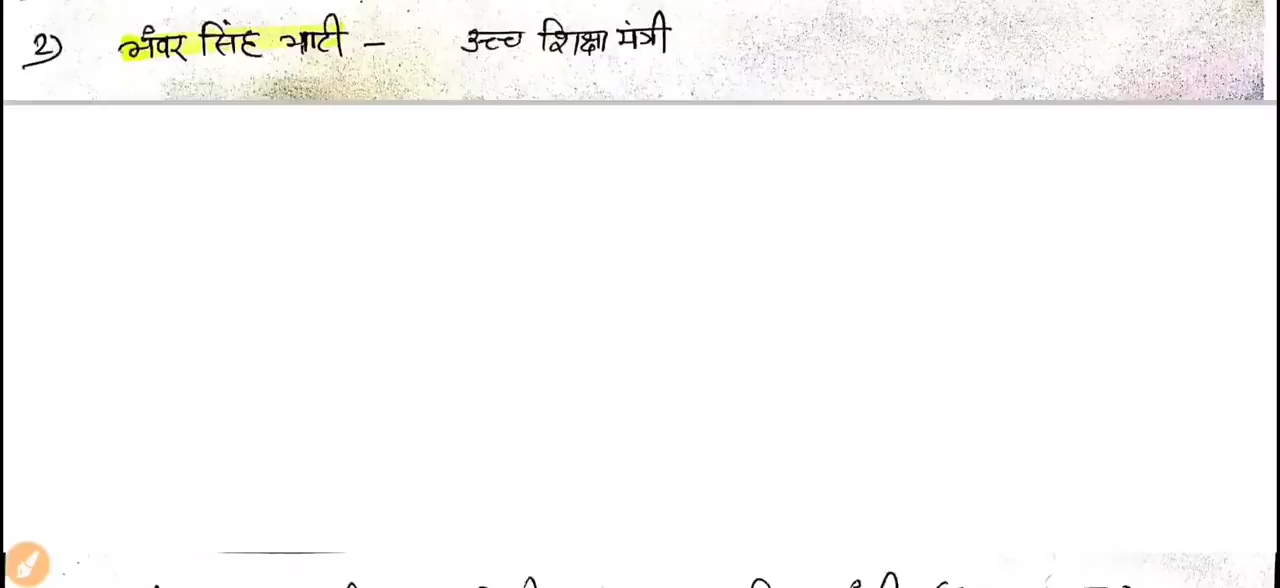 2) भँवर सिंह भाटी - उच्च शिक्षा मंत्री